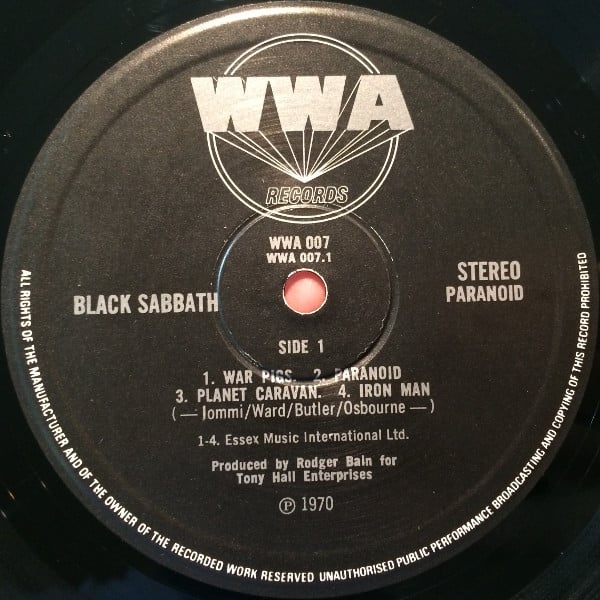 WWA
RECORDS
WWA 007
WWA 007.1
BLACK SABBATH
STEREO
PARANOID
SIDE 1
1. WAR PIGS. 2. PARANOID
3. PLANET CARAVAN. 4. IRON MAN
(— Iommi/Ward/Butler/Osbourne —)
1-4. Essex Music International Ltd.
Produced by Rodger Bain for
Tony Hall Enterprises
Ⓟ 1970
ALL RIGHTS OF THE MANUFACTURER AND OF THE OWNER OF THE RECORDED WORK RESERVED UNAUTHORISED PUBLIC PERFORMANCE BROADCASTING AND COPYING OF THIS RECORD PROHIBITED